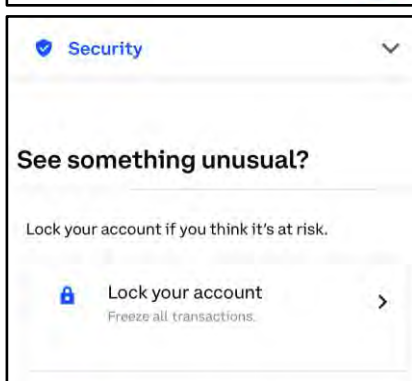 Security
See something unusual?
Lock your account if you think it's at risk.
Lock your account
Freeze all transactions.